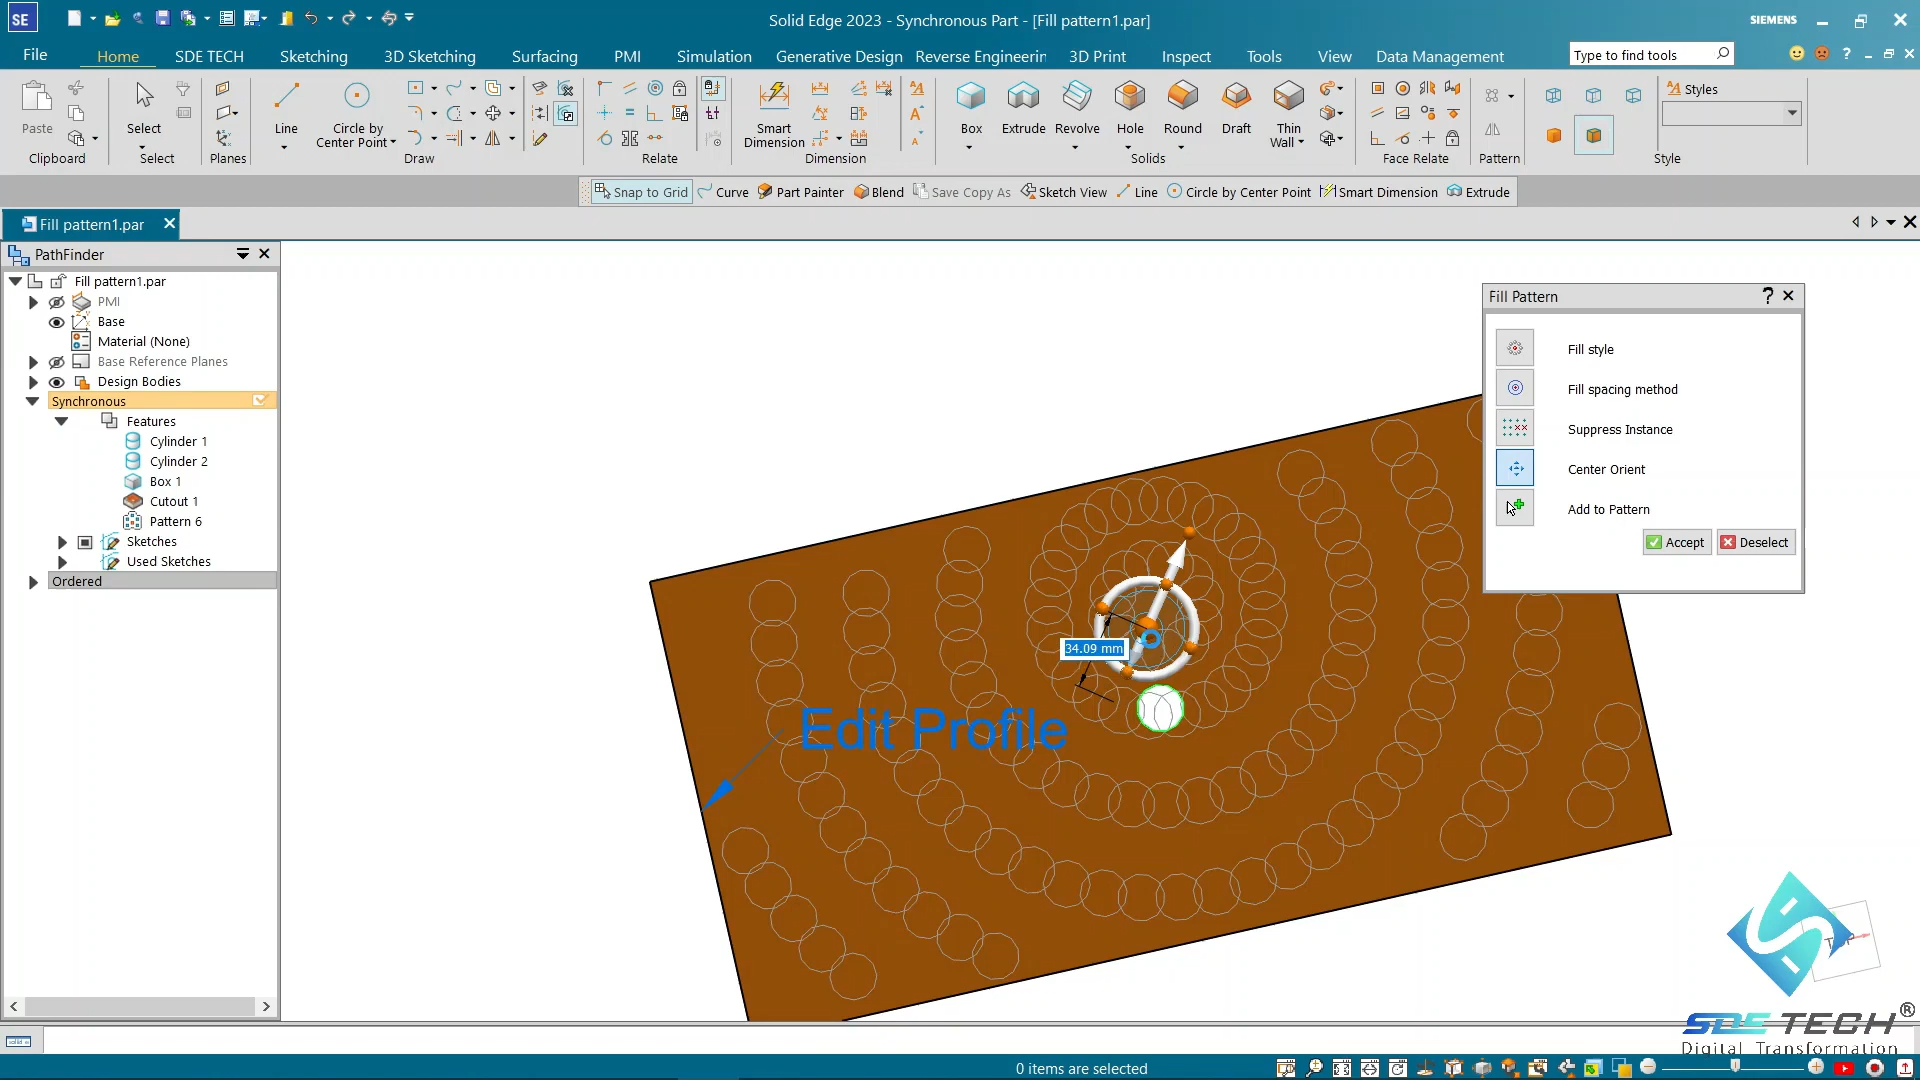 SE
Solid Edge 2023 - Synchronous Part - [Fill pattern1.par]
SIEMENS
File
Home
SDE TECH
Sketching
3D Sketching
Surfacing
PMI
Simulation
Generative Design
Reverse Engineerin
3D Print
Inspect
Tools
View
Data Management
Type to find tools
Paste
Clipboard
Select
Select
Planes
Line
Circle by
Center Point
Draw
Relate
Smart
Dimension
Dimension
Box
Extrude
Revolve
Hole
Round
Draft
Thin
Wall
Solids
Face Relate
Pattern
Styles
Style
Snap to Grid
Curve
Part Painter
Blend
Save Copy As
Sketch View
Line
Circle by Center Point
Smart Dimension
Extrude
Fill pattern1.par
PathFinder
Fill pattern1.par
PMI
Base
Material (None)
Base Reference Planes
Design Bodies
Synchronous
Features
Cylinder 1
Cylinder 2
Box 1
Cutout 1
Pattern 6
Sketches
Used Sketches
Ordered
34.09 mm
Edit Profile
Fill Pattern
Fill style
Fill spacing method
Suppress Instance
Center Orient
Add to Pattern
Accept
Deselect
SDE TECH®
Digital Transformation
0 items are selected